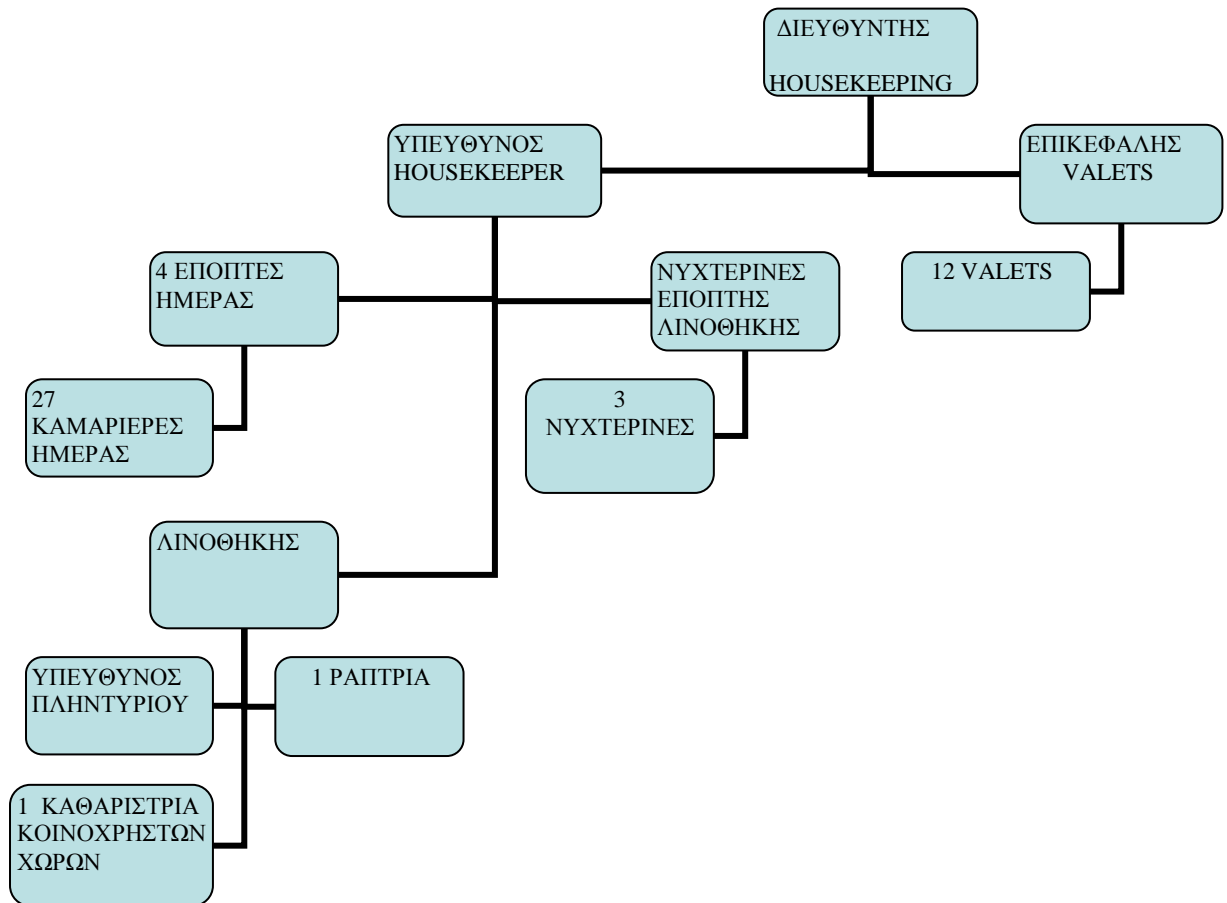 ΔΙΕΥΘΥΝΤΗΣ
HOUSEKEEPING
ΥΠΕΥΘΥΝΟΣ
HOUSEKEEPER
ΕΠΙΚΕΦΑΛΗΣ
VALETS
4 ΕΠΟΠΤΕΣ
ΗΜΕΡΑΣ
ΝΥΧΤΕΡΙΝΕΣ
ΕΠΟΠΤΗΣ
ΛΙΝΟΘΗΚΗΣ
12 VALETS
27
ΚΑΜΑΡΙΕΡΕΣ
ΗΜΕΡΑΣ
3
ΝΥΧΤΕΡΙΝΕΣ
ΛΙΝΟΘΗΚΗΣ
ΥΠΕΥΘΥΝΟΣ
ΠΛΗΝΤΥΡΙΟΥ
1 ΡΑΠΤΡΙΑ
1 ΚΑΘΑΡΙΣΤΡΙΑ
ΚΟΙΝΟΧΡΗΣΤΩΝ
ΧΩΡΩΝ